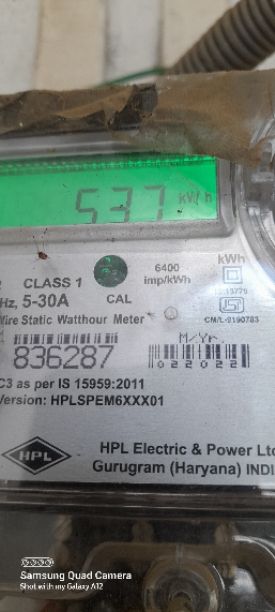 537 kW h
CLASS 1 6400 kWh
Hz, 5-30A CAL imp/kWh
Wire Static Watthour Meter CM/L-9190783
M/Yr
836287 022022
C3 as per IS 15959:2011
Version: HPLSPEM6XXX01
HPL HPL Electric & Power Ltd
Gurugram (Haryana) INDI
Samsung Quad Camera
Shot with my Galaxy A12